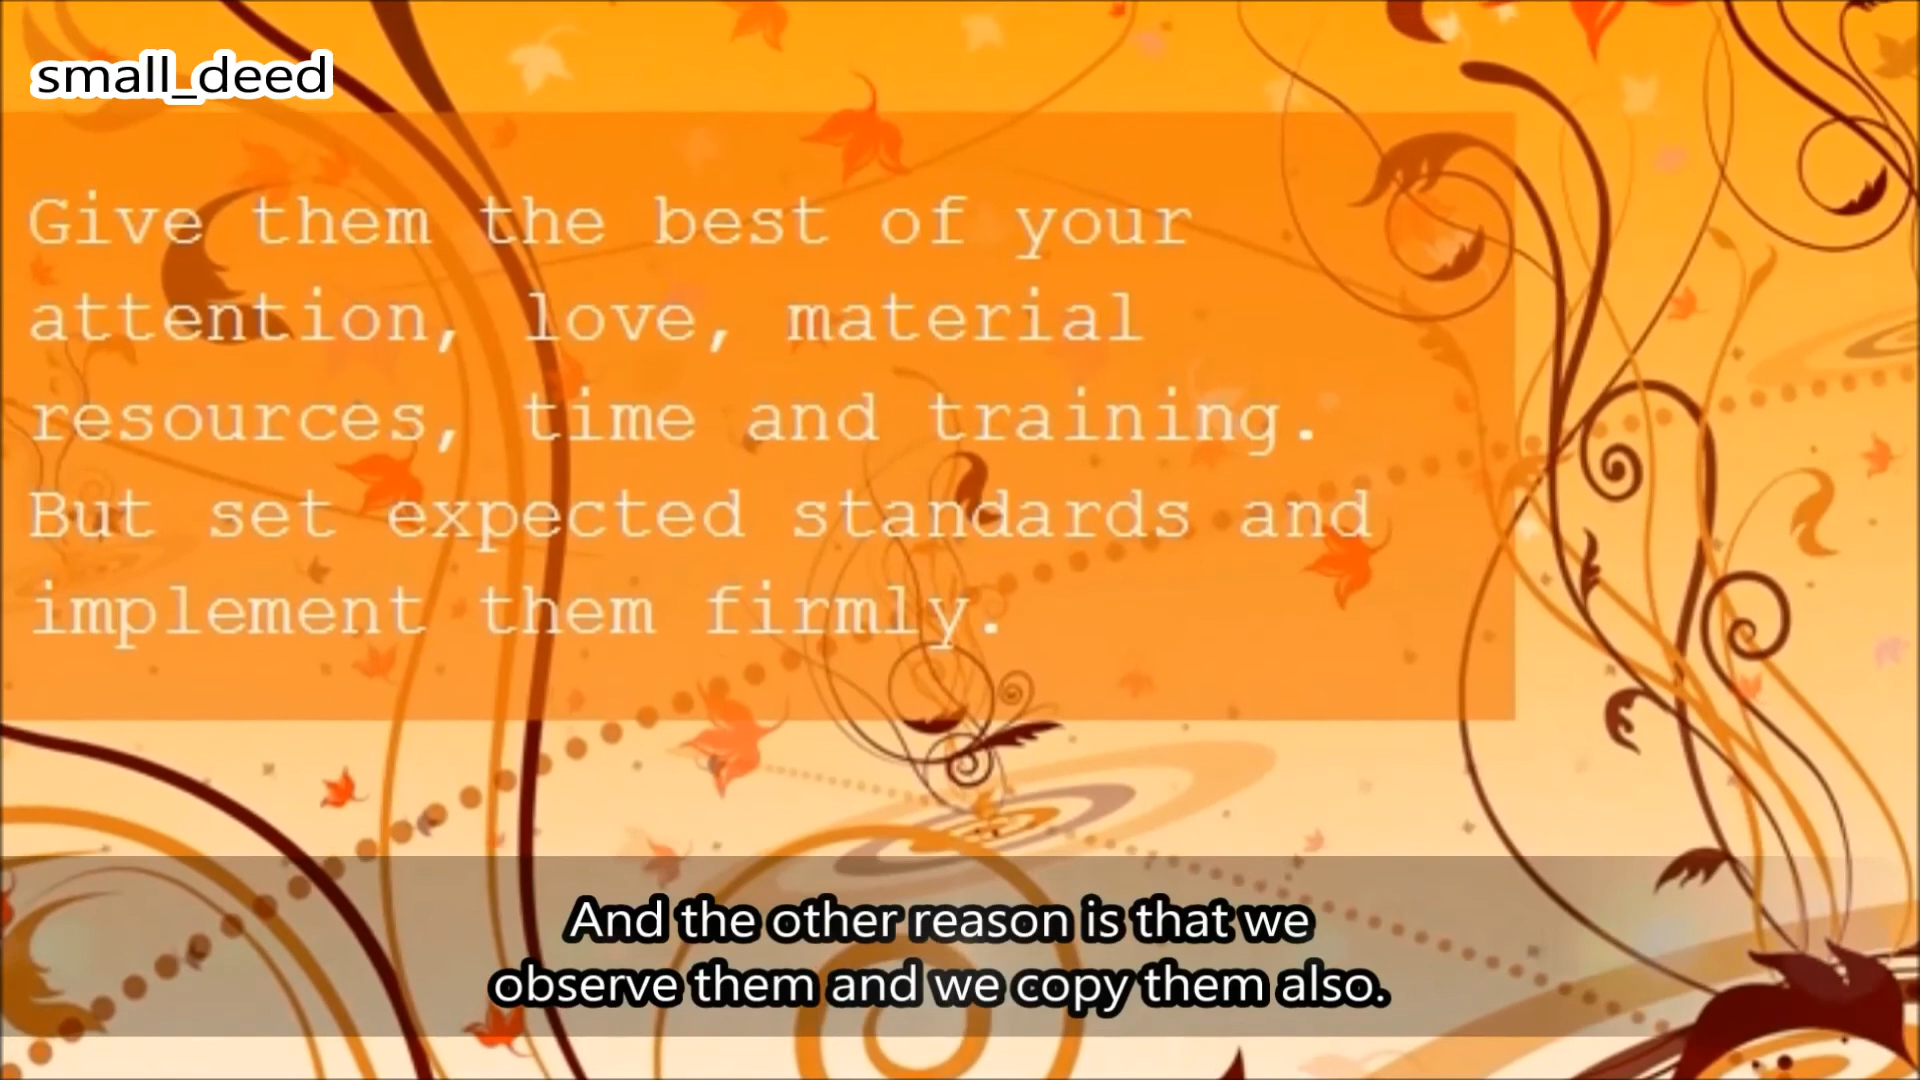 small_deed
Give them the best of your
attention, love, material
resources, time and training.
But set expected standards and
implement them firmly.
And the other reason is that we
observe them and we copy them also.